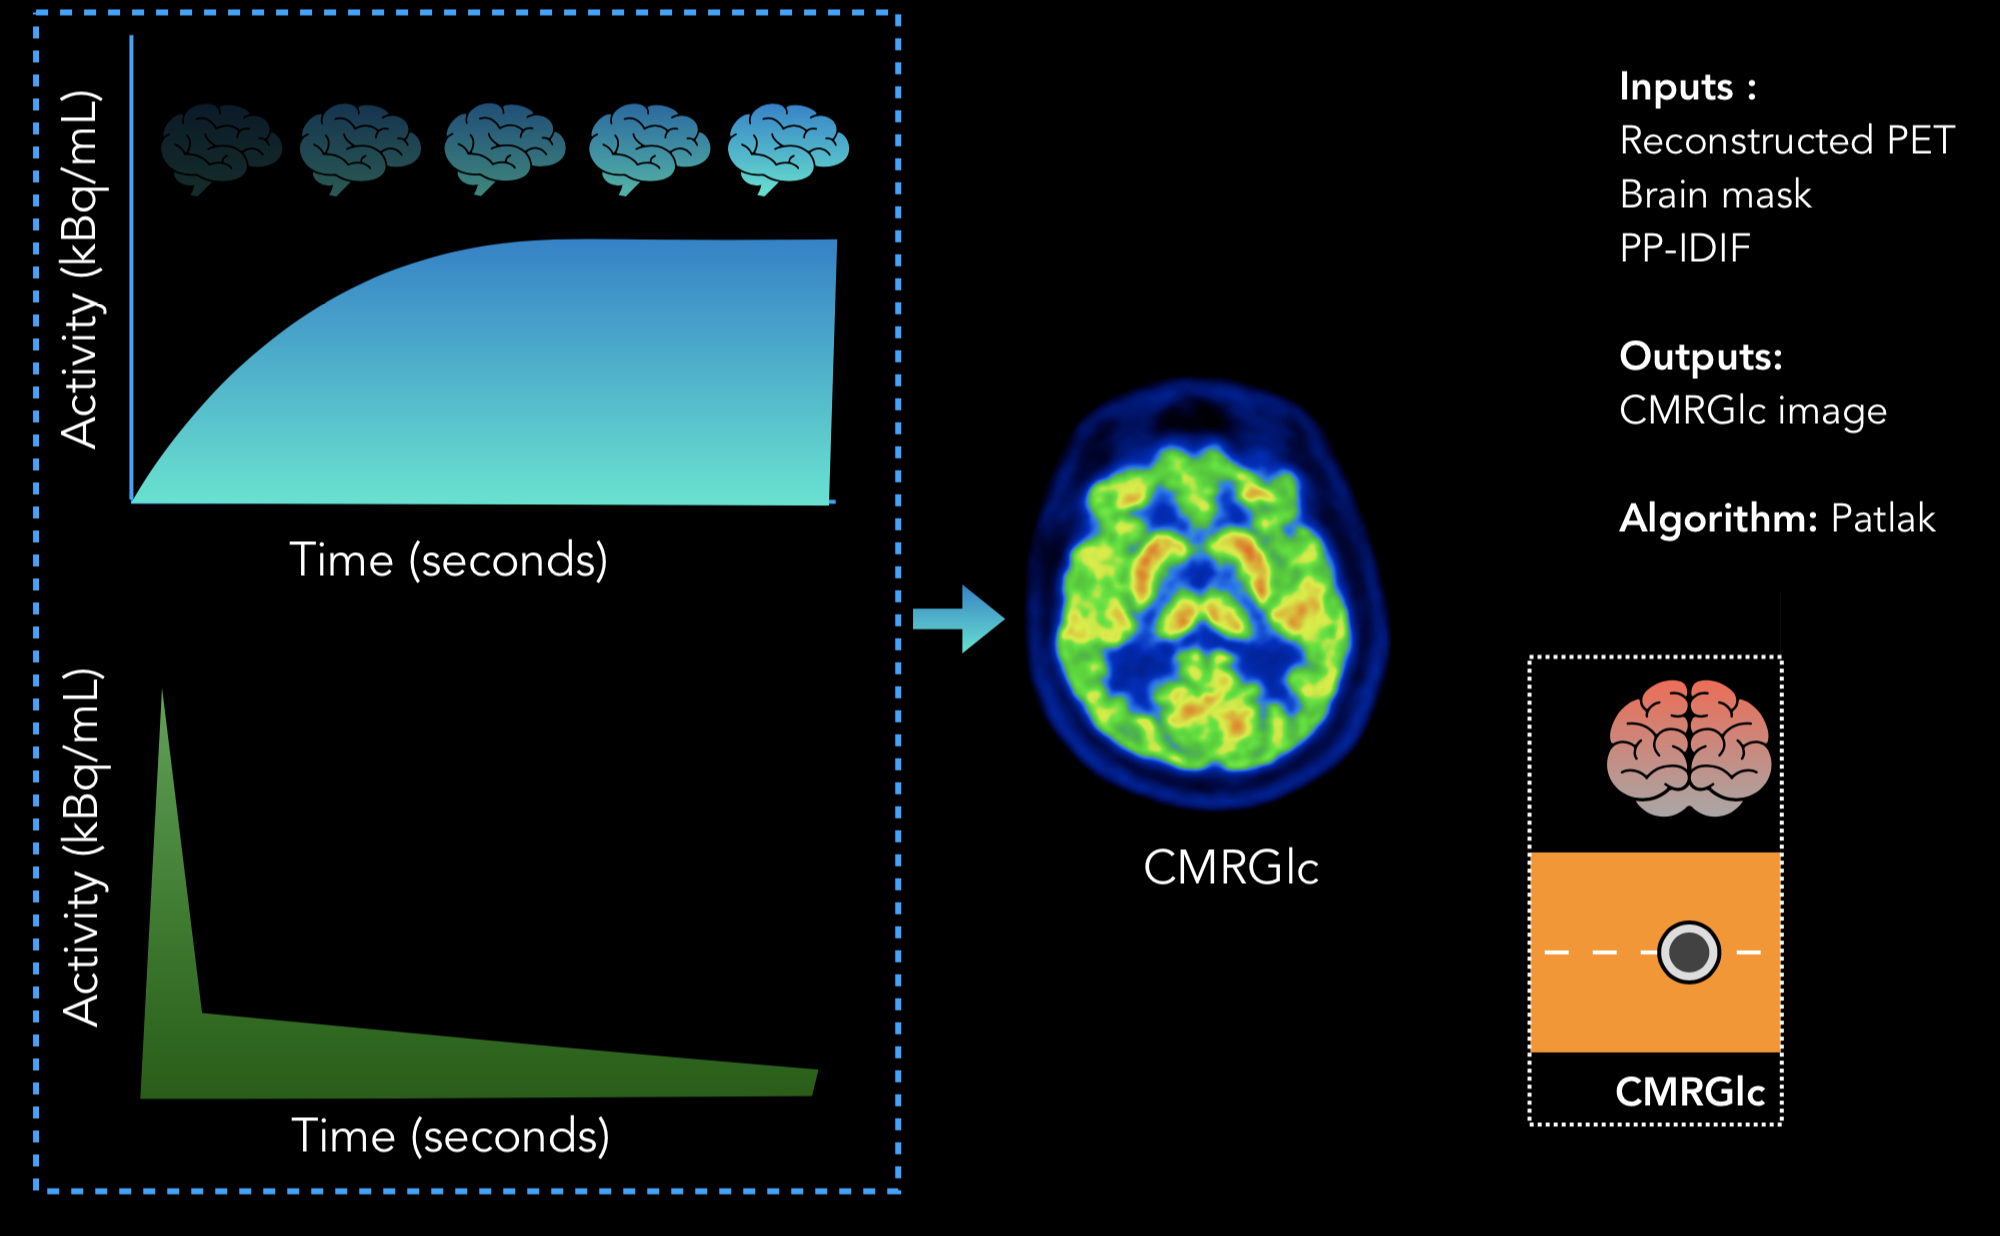 Activity (kBq/mL)
Time (seconds)
Activity (kBq/mL)
Time (seconds)
CMRGlc
Inputs :
Reconstructed PET
Brain mask
PP-IDIF
Outputs:
CMRGlc image
Algorithm: Patlak
CMRGlc